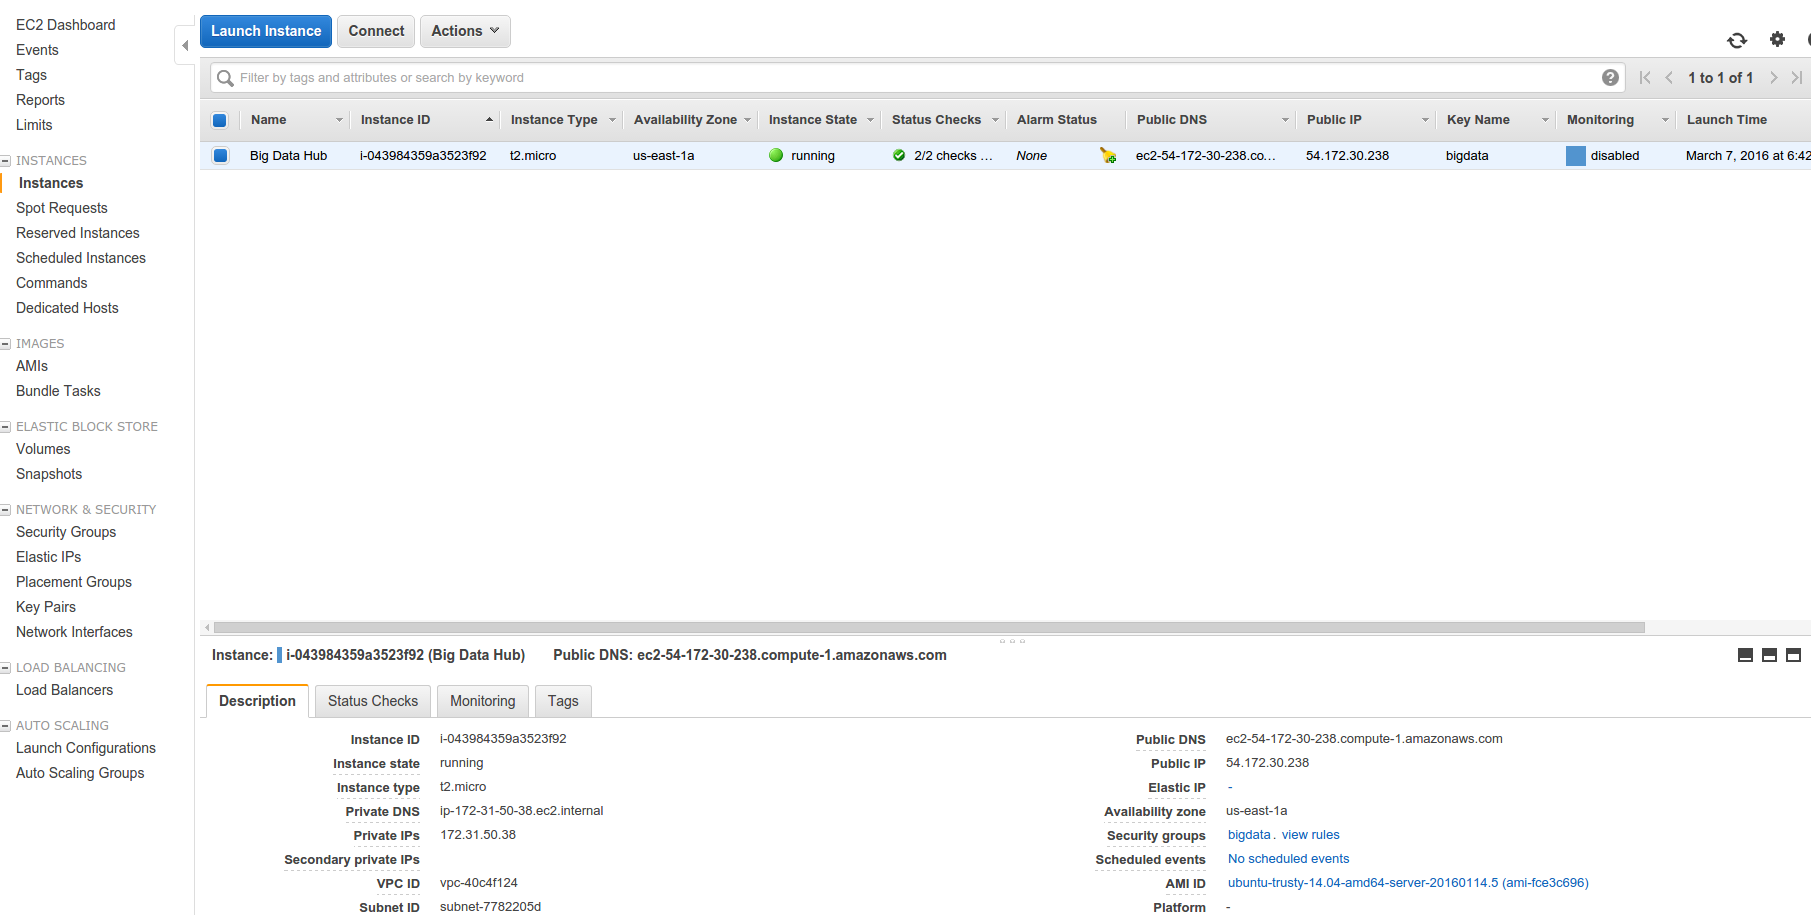 EC2 Dashboard
Events
Tags
Reports
Limits
INSTANCES
Instances
Spot Requests
Reserved Instances
Scheduled Instances
Commands
Dedicated Hosts
IMAGES
AMIs
Bundle Tasks
ELASTIC BLOCK STORE
Volumes
Snapshots
NETWORK & SECURITY
Security Groups
Elastic IPs
Placement Groups
Key Pairs
Network Interfaces
LOAD BALANCING
Load Balancers
AUTO SCALING
Launch Configurations
Auto Scaling Groups
Launch Instance Connect Actions
Filter by tags and attributes or search by keyword 1 to 1 of 1
Name Instance ID Instance Type Availability Zone Instance State Status Checks Alarm Status Public DNS Public IP Key Name Monitoring Launch Time
Big Data Hub i-043984359a3523f92 t2.micro us-east-1a running 2/2 checks ... None ec2-54-172-30-238.co... 54.172.30.238 bigdata disabled March 7, 2016 at 6:42
Instance: i-043984359a3523f92 (Big Data Hub) Public DNS: ec2-54-172-30-238.compute-1.amazonaws.com
Description Status Checks Monitoring Tags
Instance ID i-043984359a3523f92
Instance state running
Instance type t2.micro
Private DNS ip-172-31-50-38.ec2.internal
Private IPs 172.31.50.38
Secondary private IPs
VPC ID vpc-40c4f124
Subnet ID subnet-7782205d
Public DNS ec2-54-172-30-238.compute-1.amazonaws.com
Public IP 54.172.30.238
Elastic IP -
Availability zone us-east-1a
Security groups bigdata. view rules
Scheduled events No scheduled events
AMI ID ubuntu-trusty-14.04-amd64-server-20160114.5 (ami-fce3c696)
Platform -